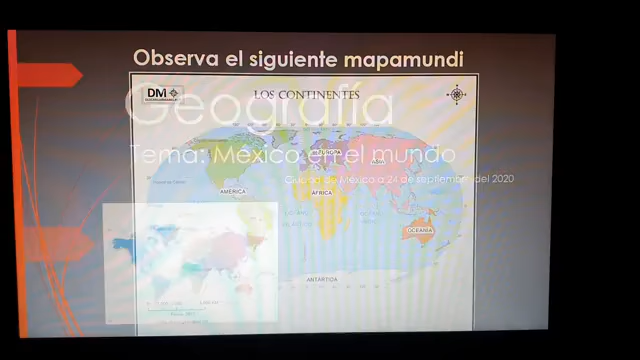 Observa el siguiente mapamundi
DM
LOS CONTINENTES
Geografía
Tema: México en el mundo
Ciudad de México a 24 de septiembre del 2020
EUROPA
ASIA
AMÉRICA
ÁFRICA
OCEANÍA
ANTÁRTIDA